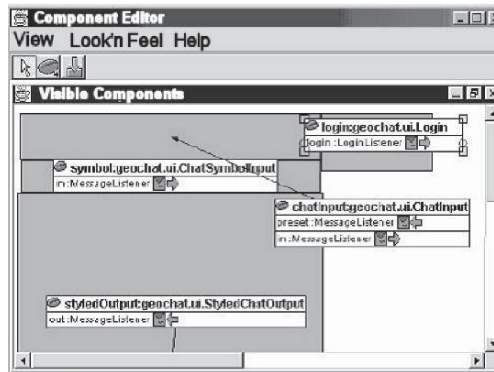 Component Editor
View Look'n Feel Help
Visible Components
login:geochat.ui.Login
login :LoginListener
symbol:geochat.ui.ChatSymbolInput
in :MessageListener
chatInput:geochat.ui.ChatInput
preset :MessageListener
in :MessageListener
styledOutput:geochat.ui.StyledChatOutput
out :MessageListener